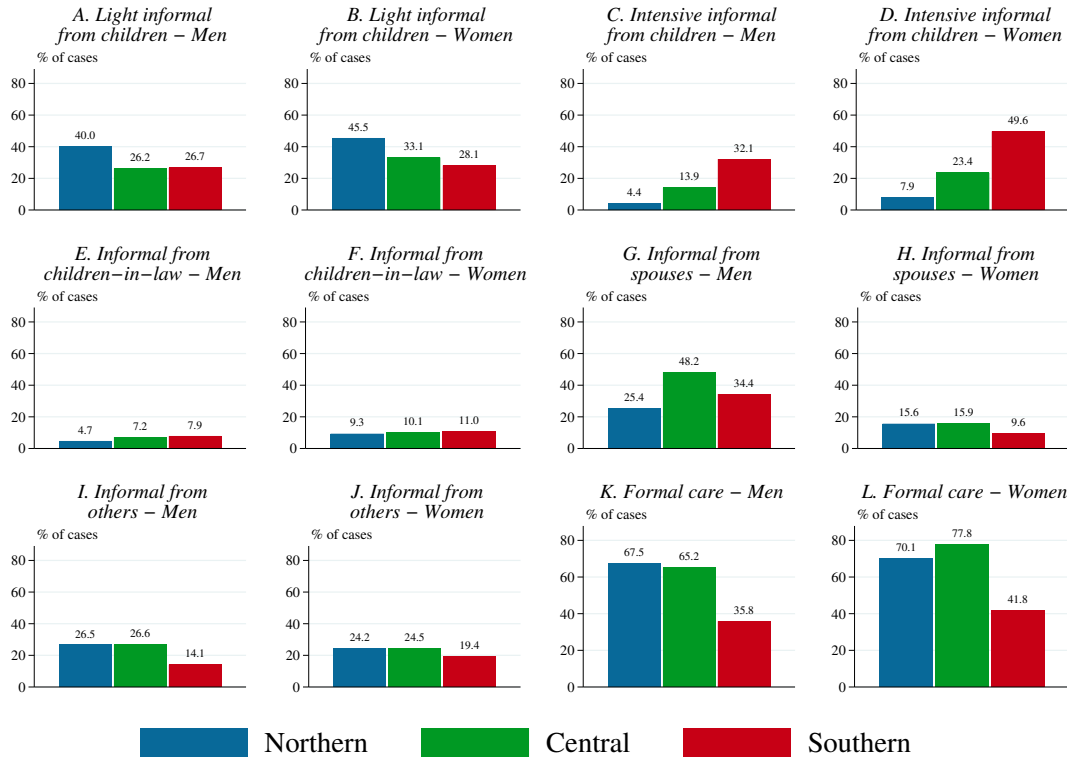 A. Light informal
from children − Men
% of cases
80
60
40
20
0
40.0
26.2
26.7
B. Light informal
from children − Women
% of cases
80
60
40
20
0
45.5
33.1
28.1
C. Intensive informal
from children − Men
% of cases
80
60
40
20
0
4.4
13.9
32.1
D. Intensive informal
from children − Women
% of cases
80
60
40
20
0
7.9
23.4
49.6
E. Informal from
children−in−law − Men
% of cases
80
60
40
20
0
4.7
7.2
7.9
F. Informal from
children−in−law − Women
% of cases
80
60
40
20
0
9.3
10.1
11.0
G. Informal from
spouses − Men
% of cases
80
60
40
20
0
25.4
48.2
34.4
H. Informal from
spouses − Women
% of cases
80
60
40
20
0
15.6
15.9
9.6
I. Informal from
others − Men
% of cases
80
60
40
20
0
26.5
26.6
14.1
J. Informal from
others − Women
% of cases
80
60
40
20
0
24.2
24.5
19.4
K. Formal care − Men
% of cases
80
60
40
20
0
67.5
65.2
35.8
L. Formal care − Women
% of cases
80
60
40
20
0
70.1
77.8
41.8
Northern
Central
Southern